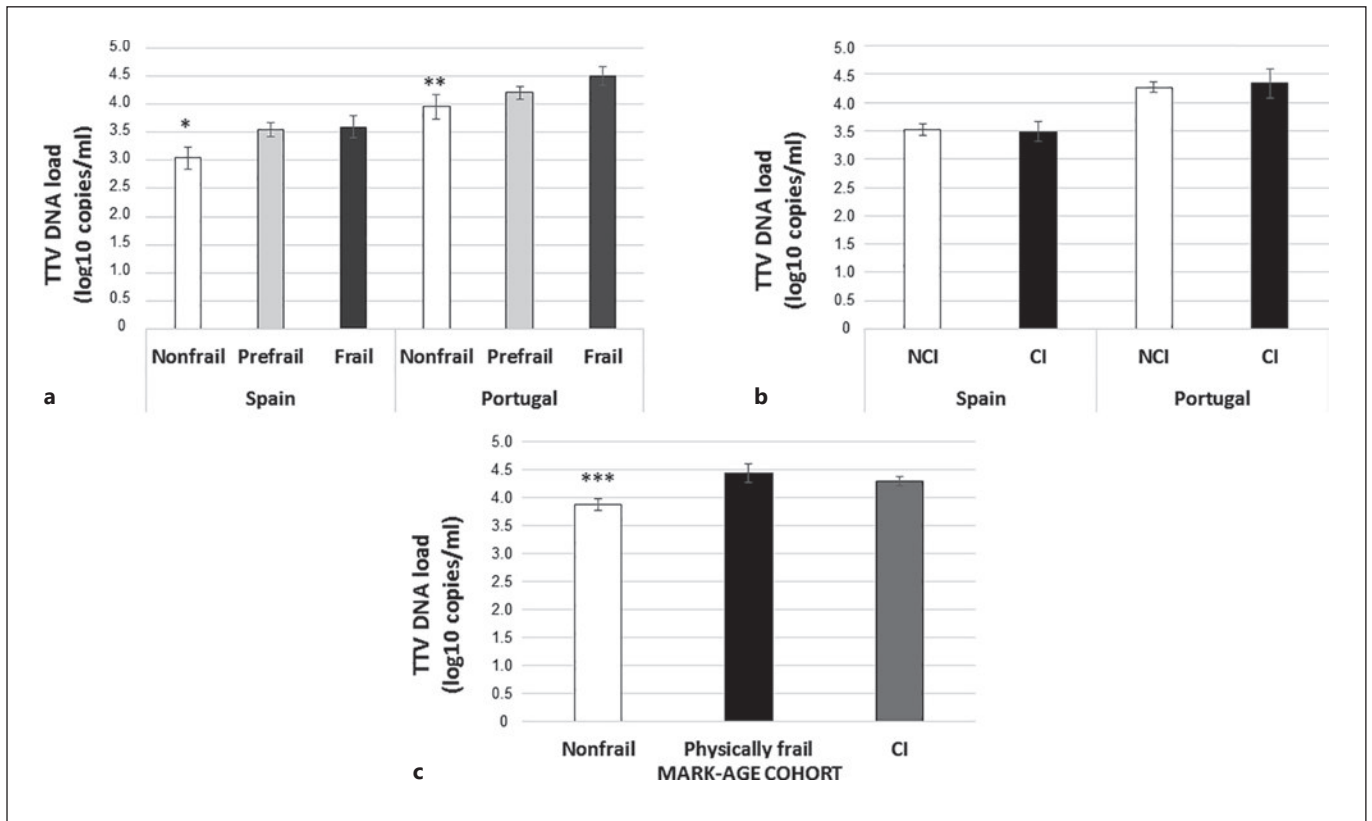 TTV DNA load
(log10 copies/ml)
5.0
4.5
4.0
3.5
3.0
2.5
2.0
1.5
1.0
0.5
0
*
**
Nonfrail Prefrail Frail Nonfrail Prefrail Frail
Spain Portugal
a
TTV DNA load
(log10 copies/ml)
5.0
4.5
4.0
3.5
3.0
2.5
2.0
1.5
1.0
0.5
0
NCI CI NCI CI
Spain Portugal
b
TTV DNA load
(log10 copies/ml)
5.0
4.5
4.0
3.5
3.0
2.5
2.0
1.5
1.0
0.5
0
***
Nonfrail Physically frail CI
MARK-AGE COHORT
c